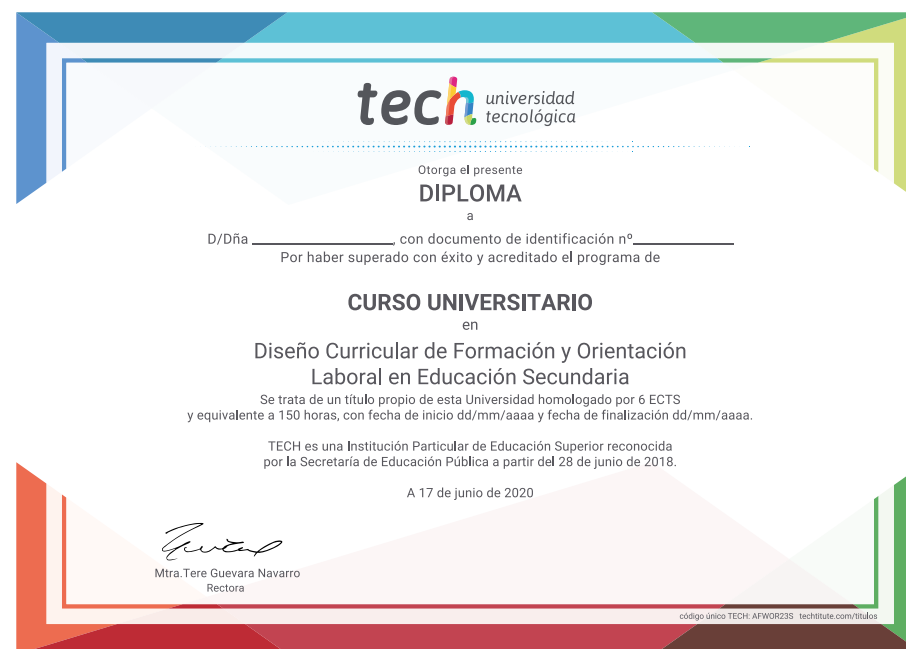 tech universidad
tecnológica
Otorga el presente
DIPLOMA
a
D/Dña ____________________, con documento de identificación nº______________
Por haber superado con éxito y acreditado el programa de
CURSO UNIVERSITARIO
en
Diseño Curricular de Formación y Orientación
Laboral en Educación Secundaria
Se trata de un título propio de esta Universidad homologado por 6 ECTS
y equivalente a 150 horas, con fecha de inicio dd/mm/aaaa y fecha de finalización dd/mm/aaaa.
TECH es una Institución Particular de Educación Superior reconocida
por la Secretaría de Educación Pública a partir del 28 de junio de 2018.
A 17 de junio de 2020
Mtra.Tere Guevara Navarro
Rectora
código único TECH: AFWOR23S techtitute.com/titulos